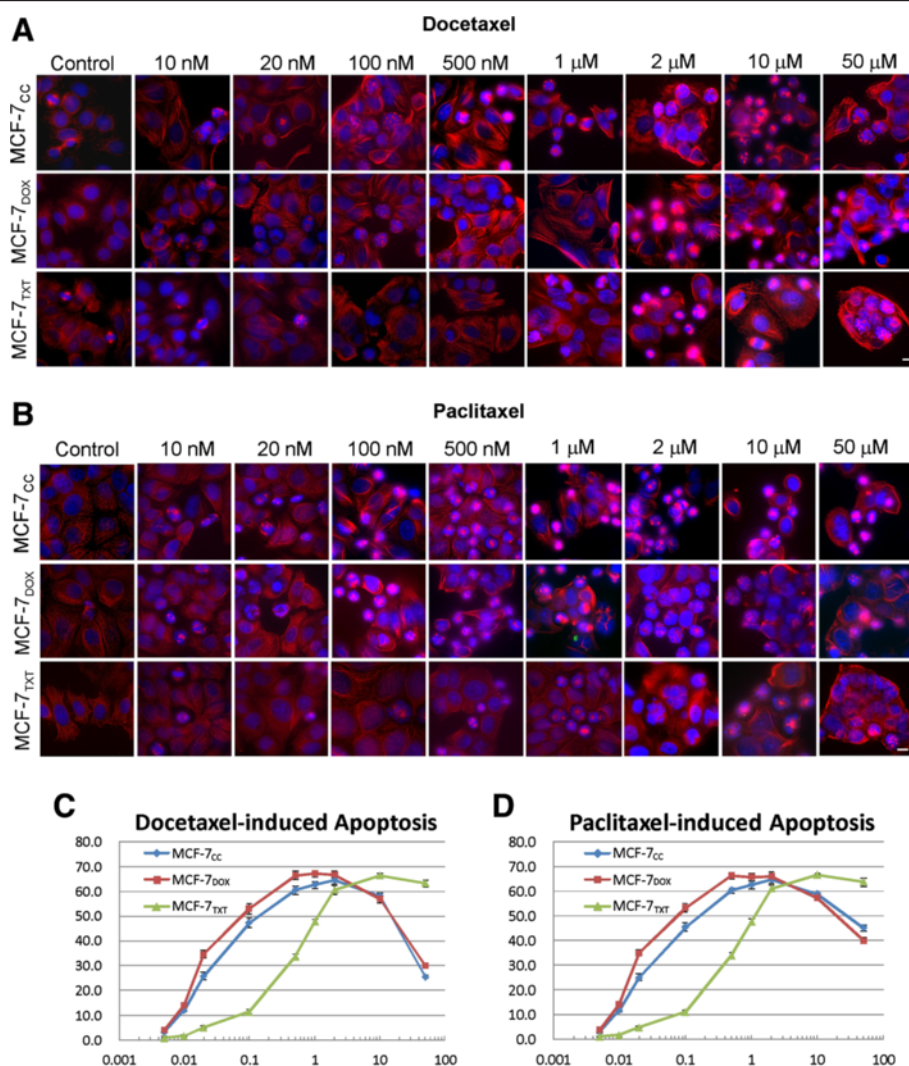 A
Docetaxel
Control 10 nM 20 nM 100 nM 500 nM 1 μM 2 μM 10 μM 50 μM
MCF-7CC
MCF-7DOX
MCF-7TXT
B
Paclitaxel
Control 10 nM 20 nM 100 nM 500 nM 1 μM 2 μM 10 μM 50 μM
MCF-7CC
MCF-7DOX
MCF-7TXT
C
Docetaxel-induced Apoptosis
80.0
70.0
60.0
50.0
40.0
30.0
20.0
10.0
0.0
MCF-7CC
MCF-7DOX
MCF-7TXT
0.001 0.01 0.1 1 10 100
D
Paclitaxel-induced Apoptosis
80.0
70.0
60.0
50.0
40.0
30.0
20.0
10.0
0.0
MCF-7CC
MCF-7DOX
MCF-7TXT
0.001 0.01 0.1 1 10 100